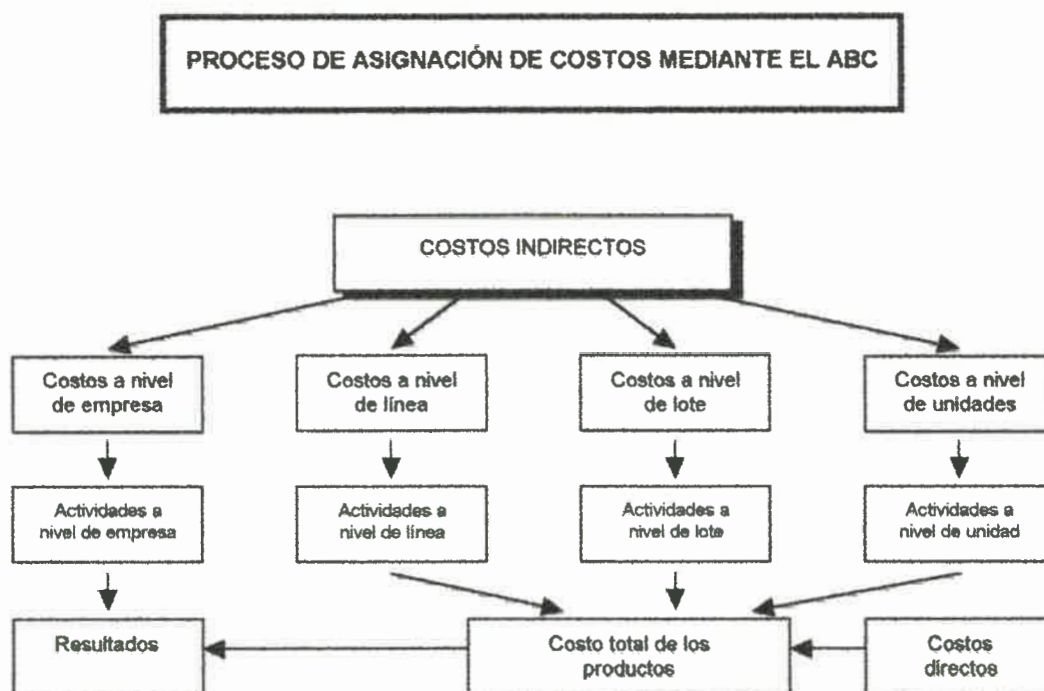 PROCESO DE ASIGNACIÓN DE COSTOS MEDIANTE EL ABC
COSTOS INDIRECTOS
Costos a nivel
de empresa
Costos a nivel
de línea
Costos a nivel
de lote
Costos a nivel
de unidades
Actividades a
nivel de empresa
Actividades a
nivel de línea
Actividades a
nivel de lote
Actividades a
nivel de unidad
Resultados
Costo total de los
productos
Costos
directos